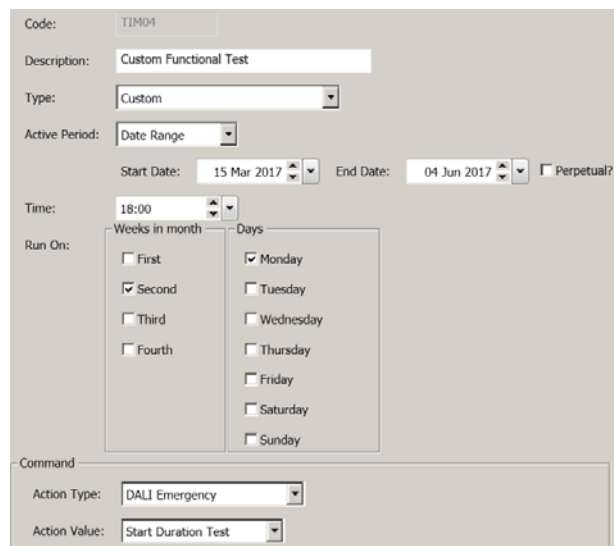 Code: TIM04
Description: Custom Functional Test
Type: Custom
Active Period: Date Range
Start Date: 15 Mar 2017 End Date: 04 Jun 2017 Perpetual?
Time: 18:00
Run On: Weeks in month Days
First Monday
Second Tuesday
Third Wednesday
Fourth Thursday
Friday
Saturday
Sunday
Command
Action Type: DALI Emergency
Action Value: Start Duration Test